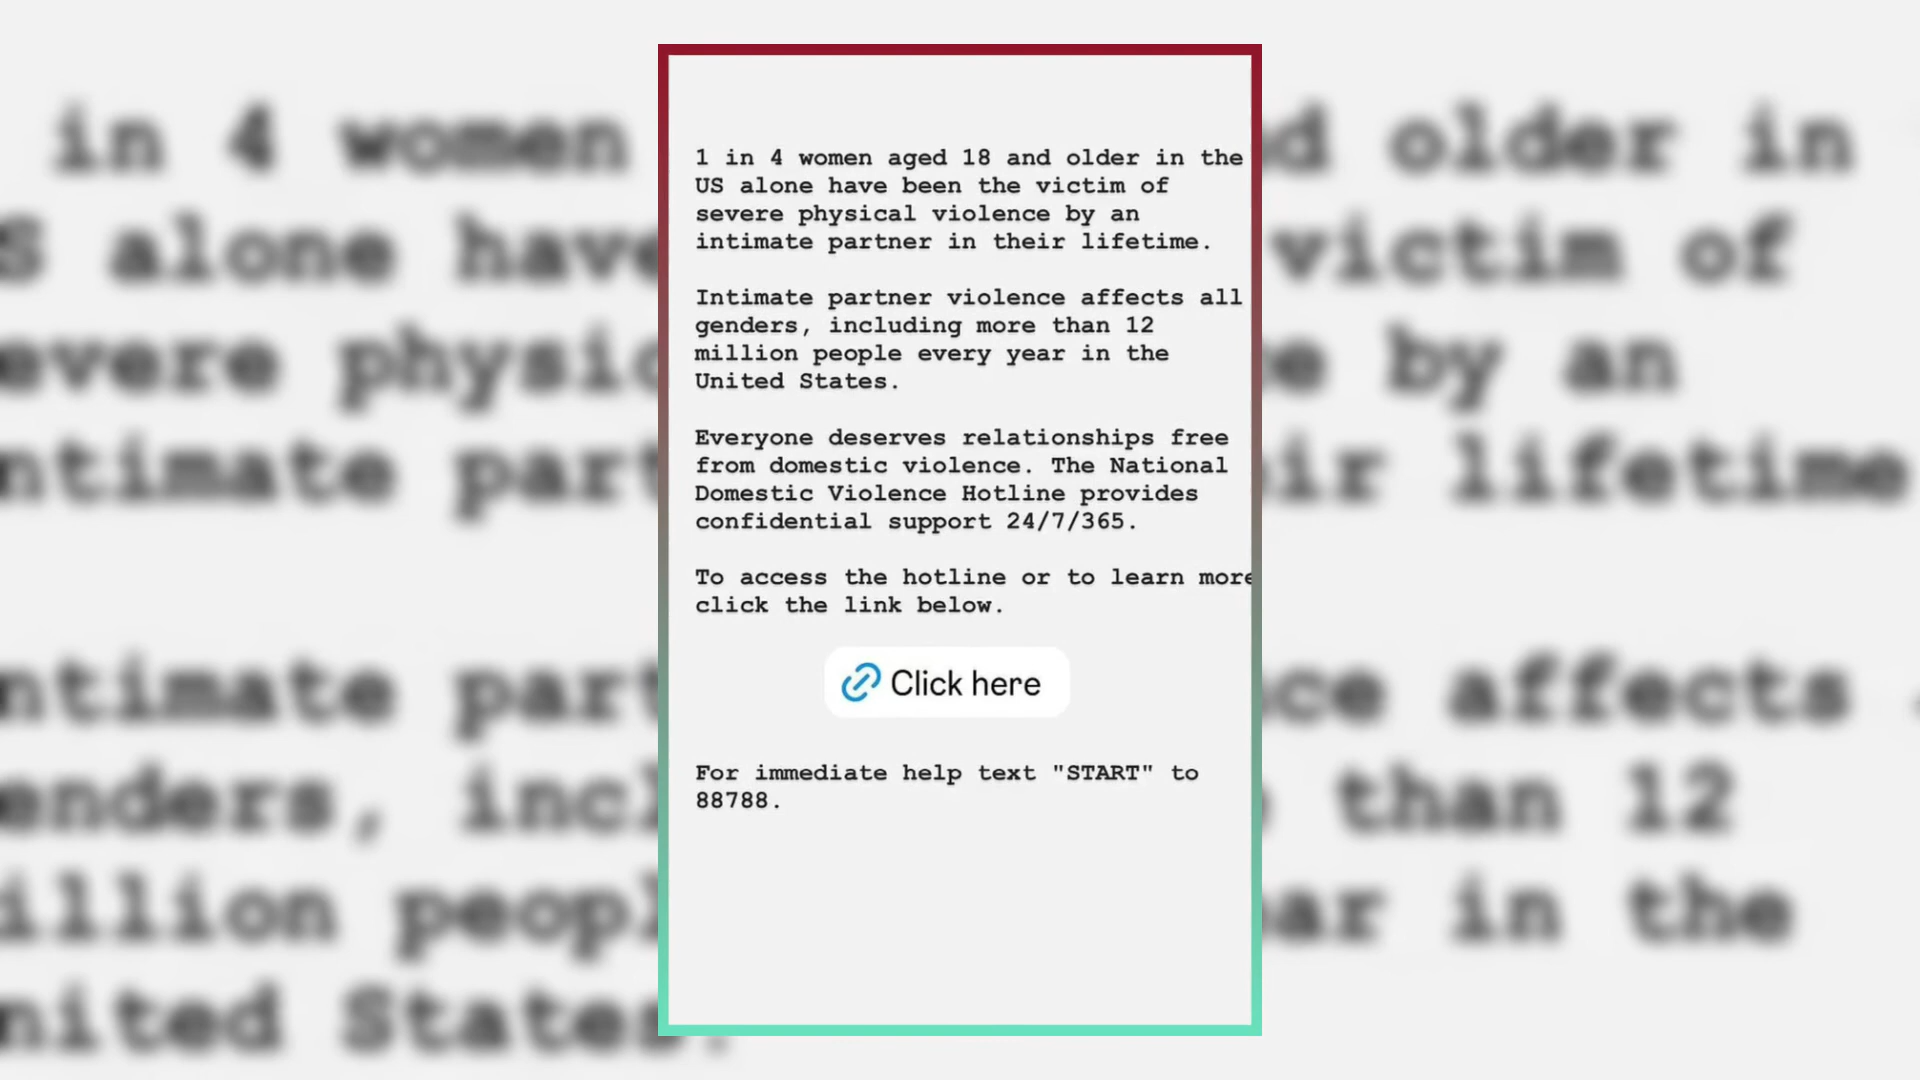 1 in 4 women aged 18 and older in the
US alone have been the victim of
severe physical violence by an
intimate partner in their lifetime.
Intimate partner violence affects all
genders, including more than 12
million people every year in the
United States.
Everyone deserves relationships free
from domestic violence. The National
Domestic Violence Hotline provides
confidential support 24/7/365.
To access the hotline or to learn more
click the link below.
Click here
For immediate help text "START" to
88788.